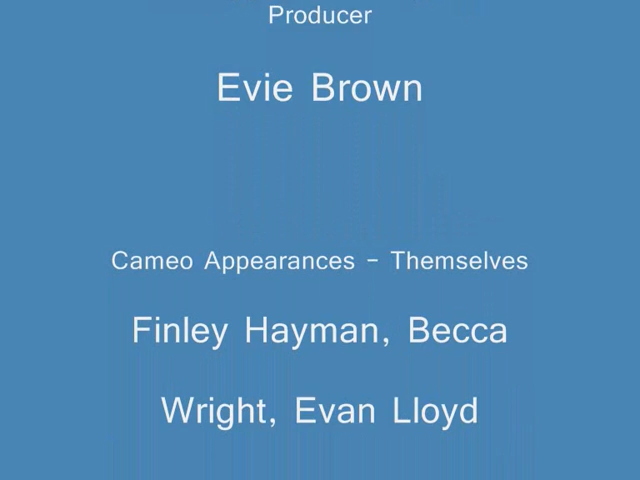 Producer
Evie Brown
Cameo Appearances - Themselves
Finley Hayman, Becca
Wright, Evan Lloyd